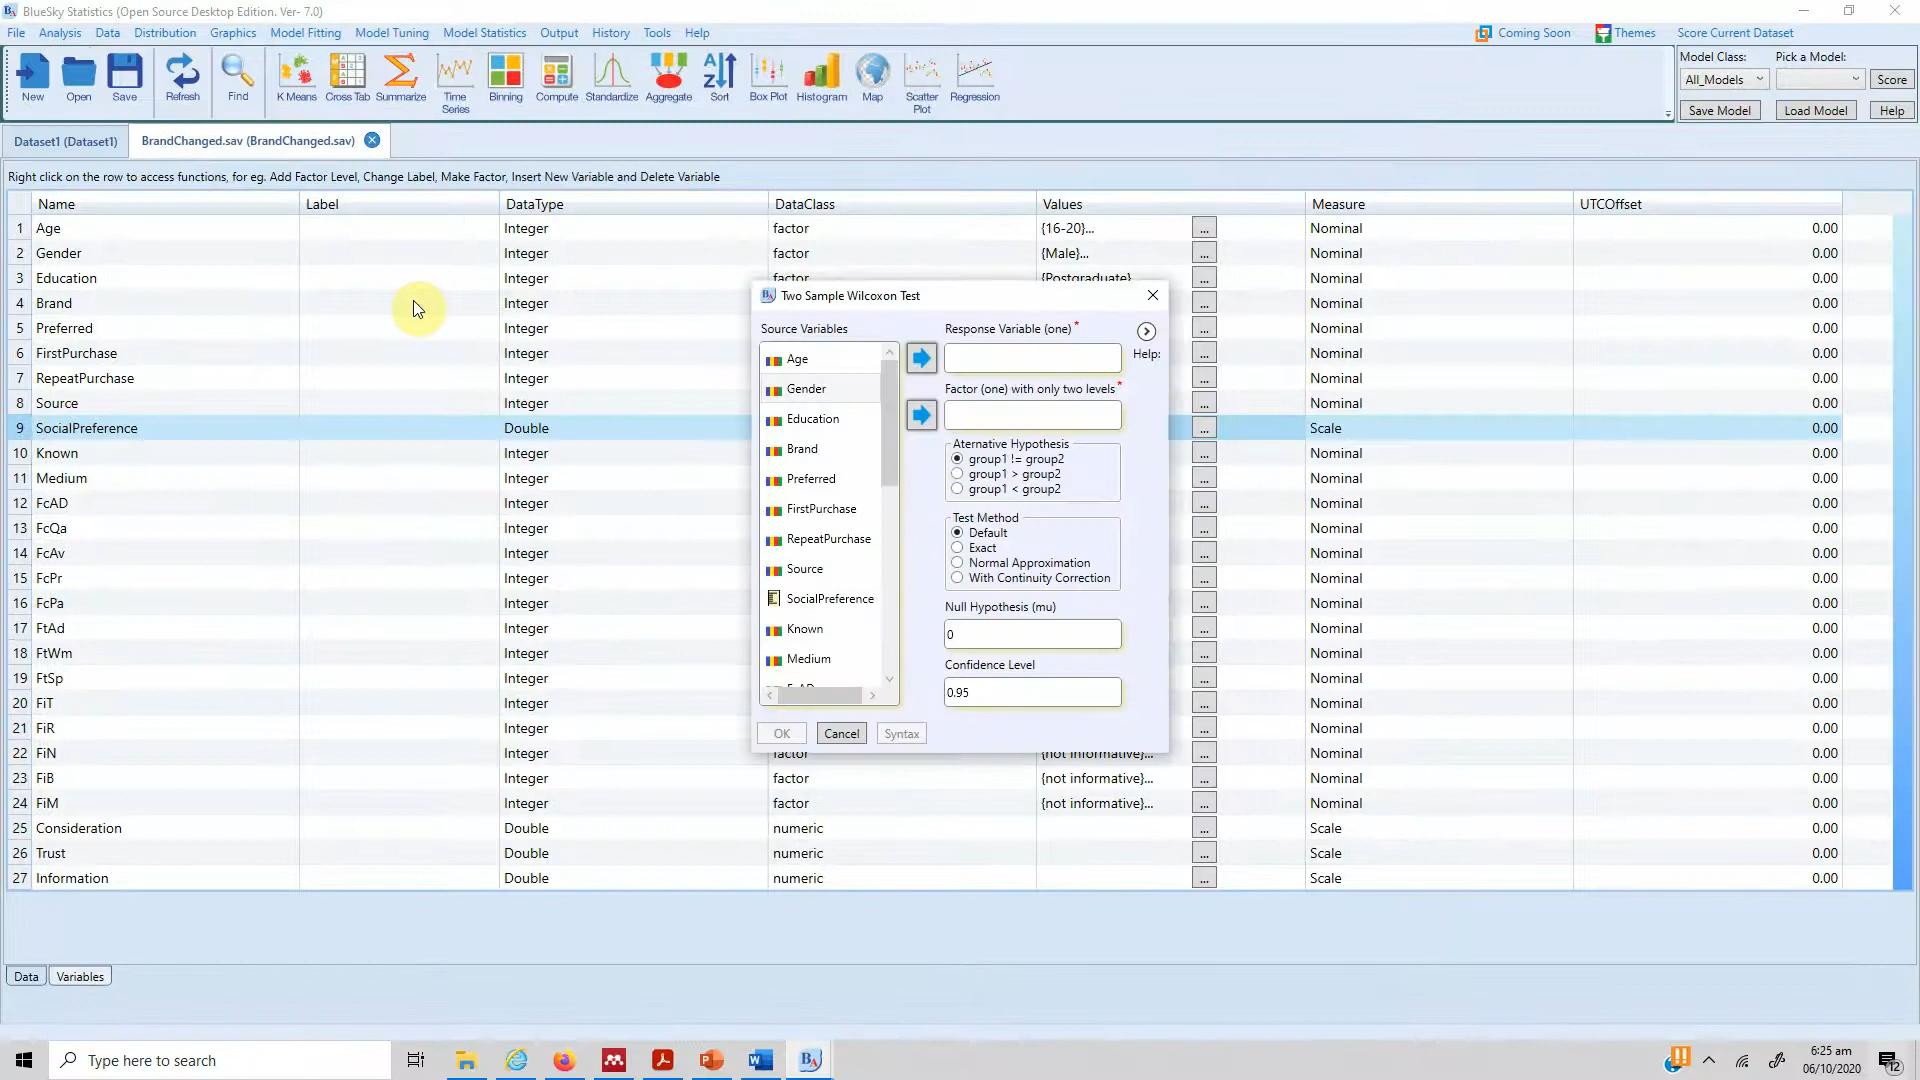 BlueSky Statistics (Open Source Desktop Edition. Ver- 7.0)
File Analysis Data Distribution Graphics Model Fitting Model Tuning Model Statistics Output History Tools Help Coming Soon Themes Score Current Dataset
Model Class: Pick a Model:
All_Models Score
New Open Save Refresh Find K Means Cross Tab Summarize Time Series Binning Compute Standardize Aggregate Sort Box Plot Histogram Map Scatter Plot Regression
Save Model Load Model Help
Dataset1 (Dataset1) BrandChanged.sav (BrandChanged.sav)
Right click on the row to access functions, for eg. Add Factor Level, Change Label, Make Factor, Insert New Variable and Delete Variable
Name Label DataType DataClass Values Measure UTCOffset
1 Age Integer factor {16-20}... ... Nominal 0.00
2 Gender Integer factor {Male}... ... Nominal 0.00
3 Education Integer factor {Postgraduate} ... Nominal 0.00
4 Brand Integer ... Nominal 0.00
5 Preferred Integer ... Nominal 0.00
6 FirstPurchase Integer ... Nominal 0.00
7 RepeatPurchase Integer ... Nominal 0.00
8 Source Integer ... Nominal 0.00
9 SocialPreference Double ... Scale 0.00
10 Known Integer ... Nominal 0.00
11 Medium Integer ... Nominal 0.00
12 FcAD Integer ... Nominal 0.00
13 FcQa Integer ... Nominal 0.00
14 FcAv Integer ... Nominal 0.00
15 FcPr Integer ... Nominal 0.00
16 FcPa Integer ... Nominal 0.00
17 FtAd Integer ... Nominal 0.00
18 FtWm Integer ... Nominal 0.00
19 FtSp Integer ... Nominal 0.00
20 FiT Integer ... Nominal 0.00
21 FiR Integer ... Nominal 0.00
22 FiN Integer factor {not informative}... ... Nominal 0.00
23 FiB Integer factor {not informative}... ... Nominal 0.00
24 FiM Integer factor {not informative}... ... Nominal 0.00
25 Consideration Double numeric ... Scale 0.00
26 Trust Double numeric ... Scale 0.00
27 Information Double numeric ... Scale 0.00
Two Sample Wilcoxon Test
Source Variables
Age
Gender
Education
Brand
Preferred
FirstPurchase
RepeatPurchase
Source
SocialPreference
Known
Medium
Response Variable (one) *
Help:
Factor (one) with only two levels *
Aternative Hypothesis
group1 != group2
group1 > group2
group1 < group2
Test Method
Default
Exact
Normal Approximation
With Continuity Correction
Null Hypothesis (mu)
0
Confidence Level
0.95
OK Cancel Syntax
Data Variables
Type here to search
6:25 am
06/10/2020
12